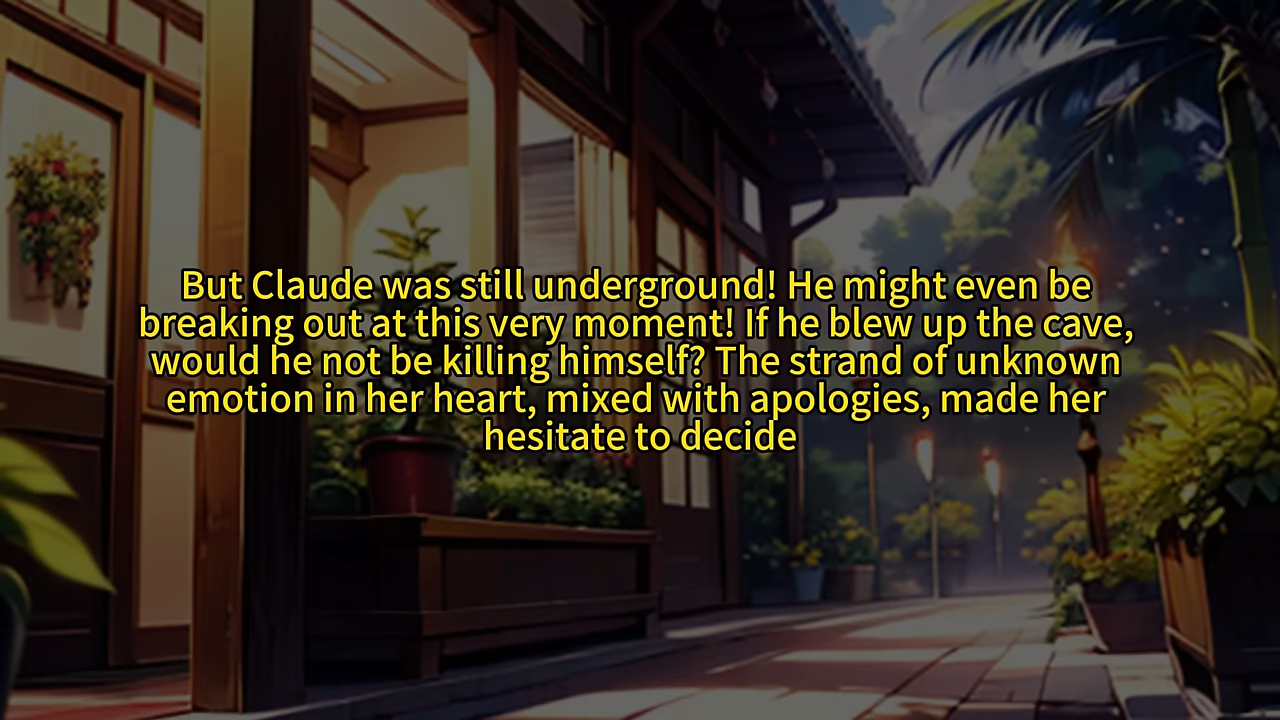 But Claude was still underground! He might even be
breaking out at this very moment! If he blew up the cave,
would he not be killing himself? The strand of unknown
emotion in her heart, mixed with apologies, made her
hesitate to decide